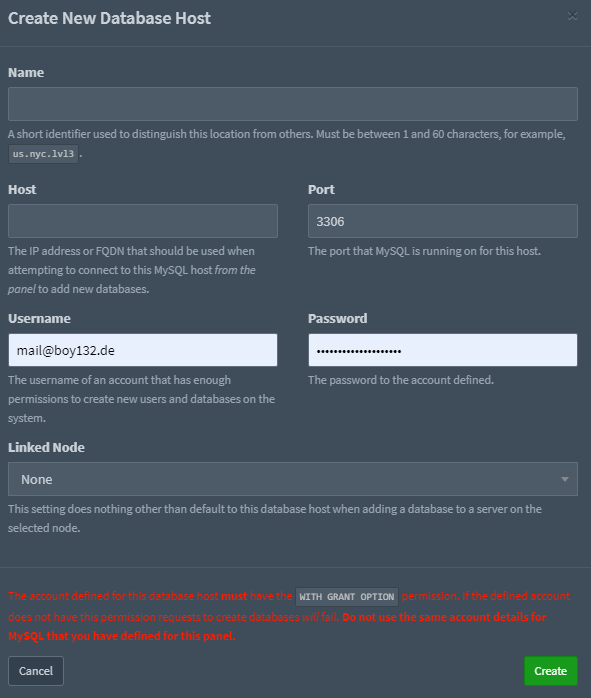 Create New Database Host
×
Name
A short identifier used to distinguish this location from others. Must be between 1 and 60 characters, for example,
us.nyc.lvl3 .
Host
Port
3306
The IP address or FQDN that should be used when
attempting to connect to this MySQL host from the
panel to add new databases.
The port that MySQL is running on for this host.
Username
Password
mail@boy132.de
••••••••••••••••••••
The username of an account that has enough
permissions to create new users and databases on the
system.
The password to the account defined.
Linked Node
None
This setting does nothing other than default to this database host when adding a database to a server on the
selected node.
The account defined for this database host must have the WITH GRANT OPTION permission. If the defined account
does not have this permission requests to create databases will fail. Do not use the same account details for
MySQL that you have defined for this panel.
Cancel
Create